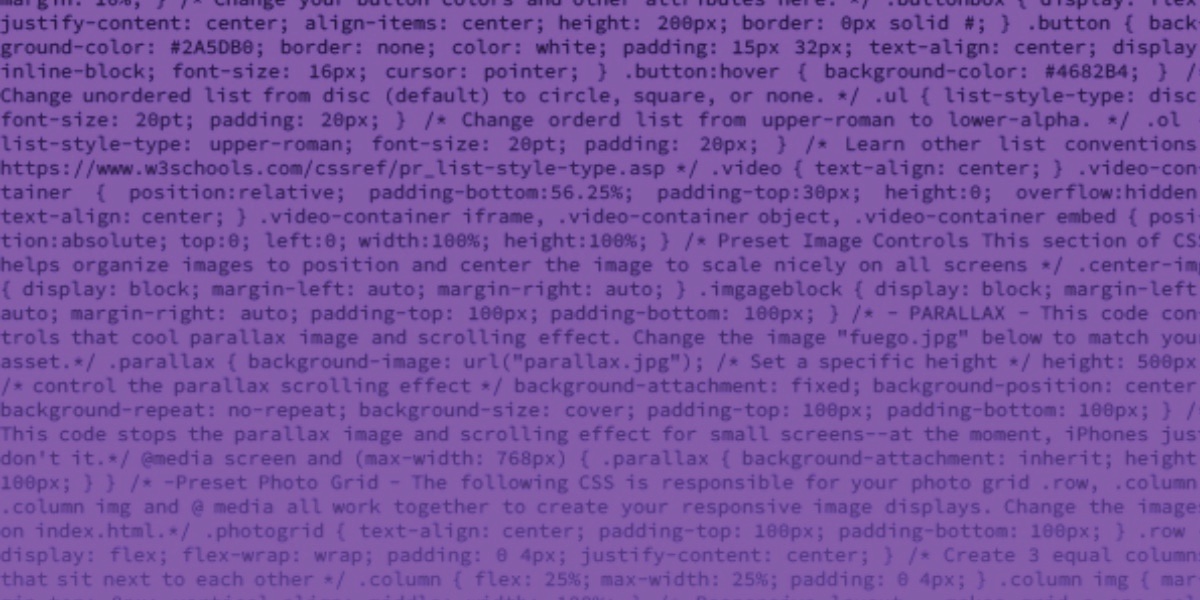 margin: 10%; } /* Change your button colors and other attributes here. */ .buttonbox { display: flex
justify-content: center; align-items: center; height: 200px; border: 0px solid #; } .button { back-
ground-color: #2A5DB0; border: none; color: white; padding: 15px 32px; text-align: center; display
inline-block; font-size: 16px; cursor: pointer; } .button:hover { background-color: #4682B4; } /
Change unordered list from disc (default) to circle, square, or none. */ .ul { list-style-type: disc
font-size: 20pt; padding: 20px; } /* Change orderd list from upper-roman to lower-alpha. */ .ol
list-style-type: upper-roman; font-size: 20pt; padding: 20px; } /* Learn other list conventions
https://www.w3schools.com/cssref/pr_list-style-type.asp */ .video { text-align: center; } .video-con
tainer { position:relative; padding-bottom:56.25%; padding-top:30px; height:0; overflow:hidden
text-align: center; } .video-container iframe, .video-container object, .video-container embed { posi
tion:absolute; top:0; left:0; width:100%; height:100%; } /* Preset Image Controls This section of CS
helps organize images to position and center the image to scale nicely on all screens */ .center-im
{ display: block; margin-left: auto; margin-right: auto; } .imgageblock { display: block; margin-left
auto; margin-right: auto; padding-top: 100px; padding-bottom: 100px; } /* - PARALLAX - This code con
trols that cool parallax image and scrolling effect. Change the image "fuego.jpg" below to match you
asset.*/ .parallax { background-image: url("parallax.jpg"); /* Set a specific height */ height: 500px
/* control the parallax scrolling effect */ background-attachment: fixed; background-position: center
background-repeat: no-repeat; background-size: cover; padding-top: 100px; padding-bottom: 100px; } /
This code stops the parallax image and scrolling effect for small screens--at the moment, iPhones jus
don't it.*/ @media screen and (max-width: 768px) { .parallax { background-attachment: inherit; height
100px; } } /* -Preset Photo Grid - The following CSS is responsible for your photo grid .row, .column
.column img and @ media all work together to create your responsive image displays. Change the image
on index.html.*/ .photogrid { text-align: center; padding-top: 100px; padding-bottom: 100px; } .row
display: flex; flex-wrap: wrap; padding: 0 4px; justify-content: center; } /* Create 3 equal column
that sit next to each other */ .column { flex: 25%; max-width: 25%; padding: 0 4px; } .column img { mar